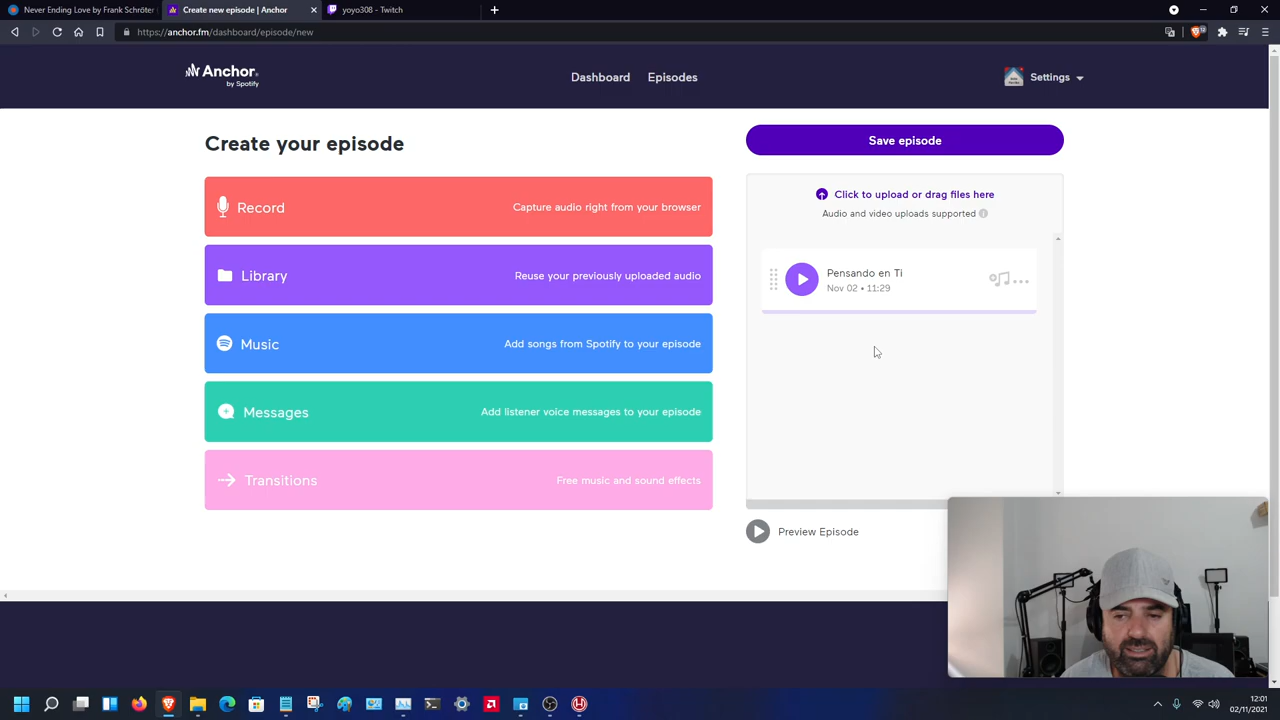 Never Ending Love by Frank Schröter
Create new episode | Anchor
yoyo308 - Twitch
https://anchor.fm/dashboard/episode/new
Anchor
by Spotify
Dashboard
Episodes
Settings
Create your episode
Save episode
Record
Capture audio right from your browser
Library
Reuse your previously uploaded audio
Music
Add songs from Spotify to your episode
Messages
Add listener voice messages to your episode
Transitions
Free music and sound effects
Click to upload or drag files here
Audio and video uploads supported
Pensando en Ti
Nov 02 • 11:29
Preview Episode
12:01
02/11/2021